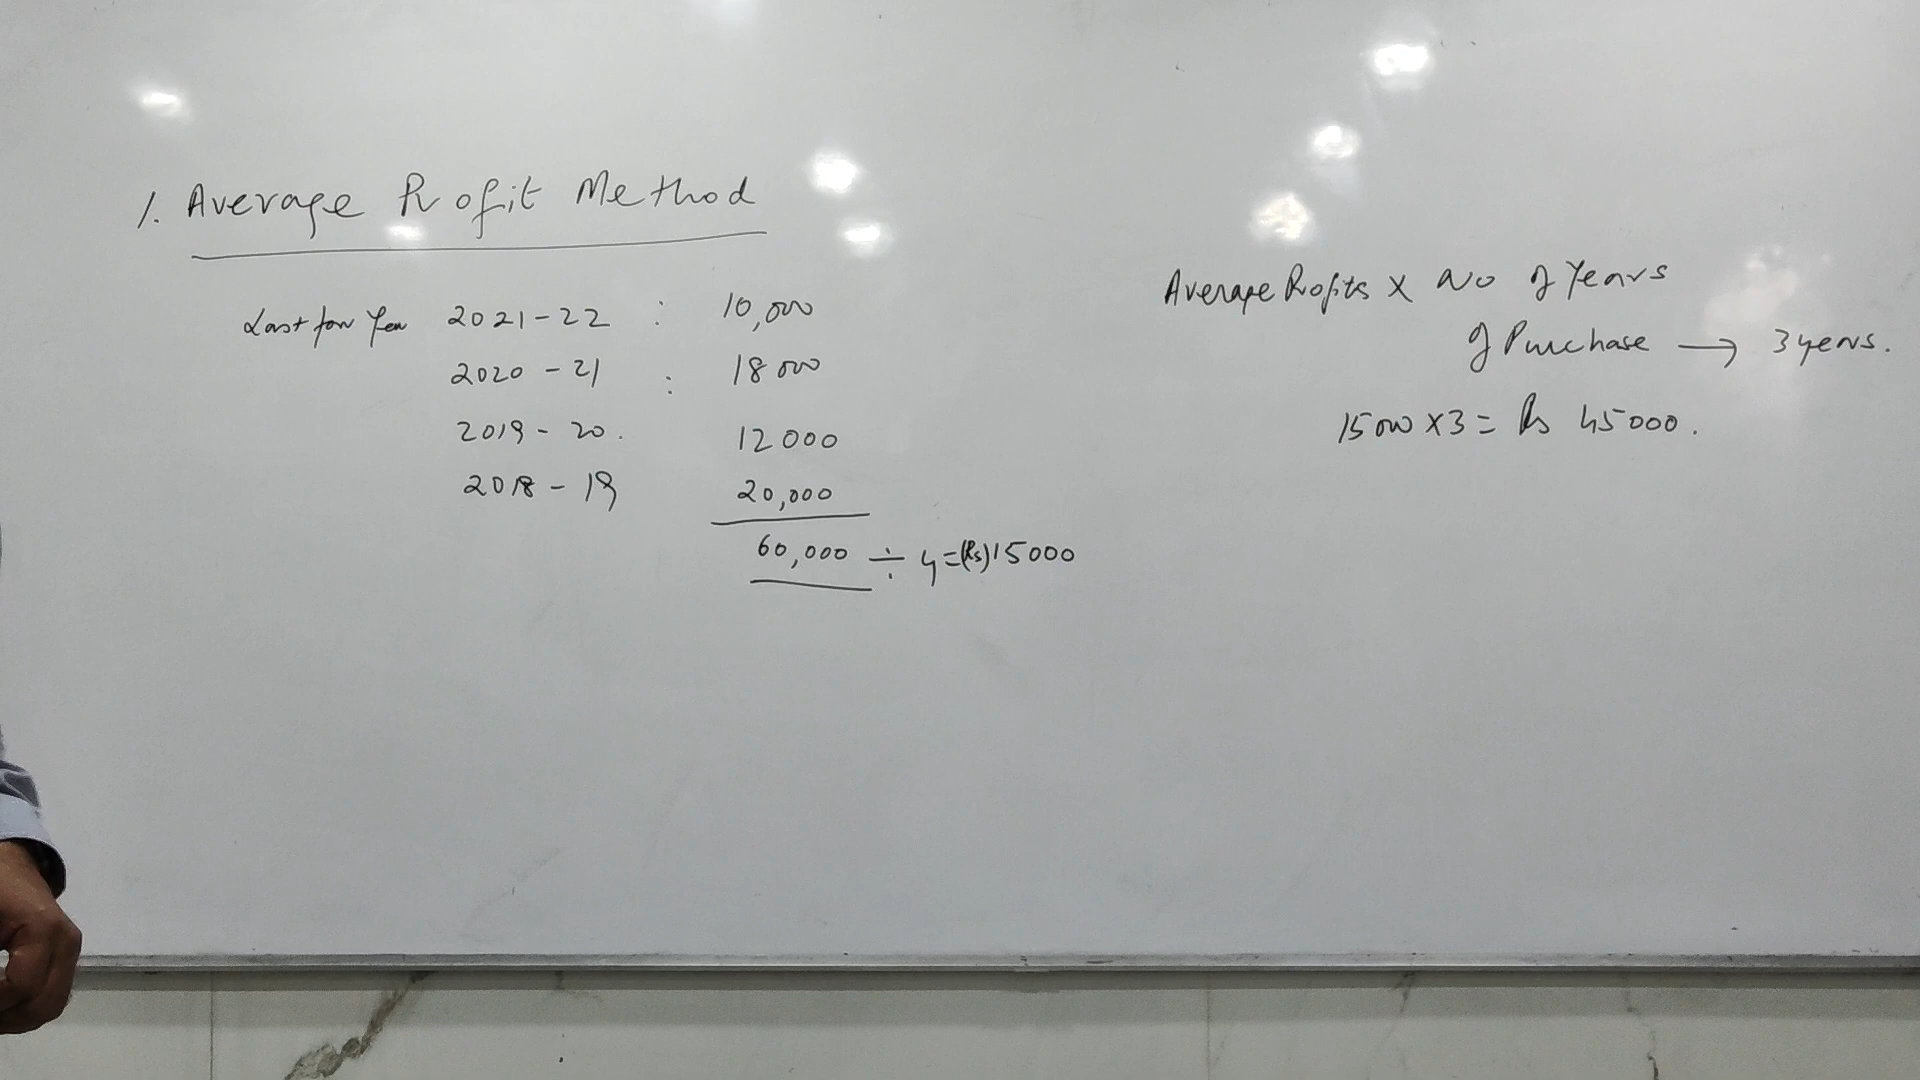 1. Average Profit Method
Last four Year 2021-22 : 10,000
2020-21 : 18000
2019-20. 12000
2018-19 20,000
60,000 ÷ 4=(Rs)15000
Average Profits X No of Years
of Purchase → 3 years.
15000 X3 = Rs 45000.